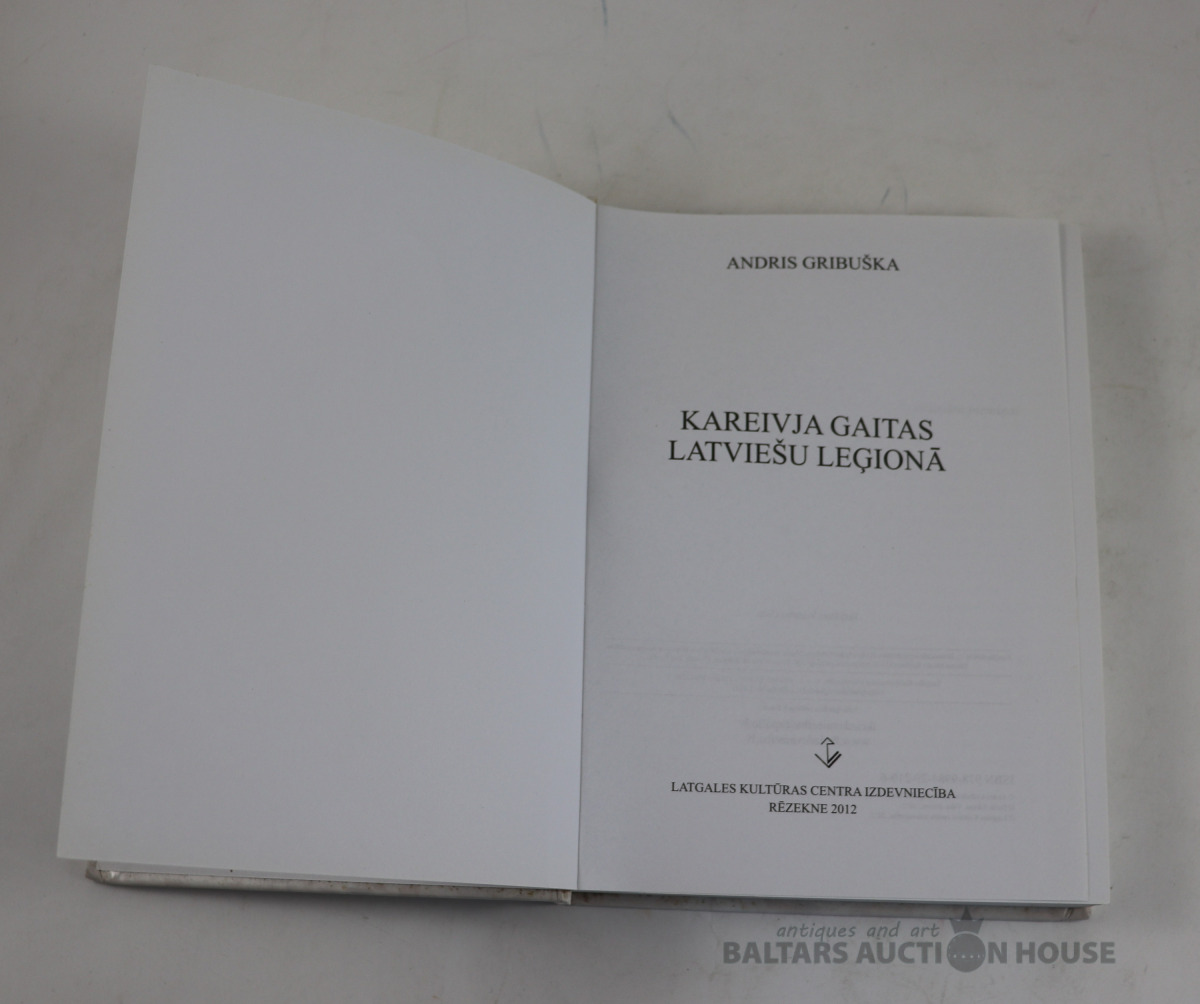 ANDRIS GRIBUŠKA
KAREIVJA GAITAS
LATVIEŠU LEĢIONĀ
LATGALES KULTŪRAS CENTRA IZDEVNIECĪBA
RĒZEKNE 2012
antiques and art
BALTARS AUCTION HOUSE